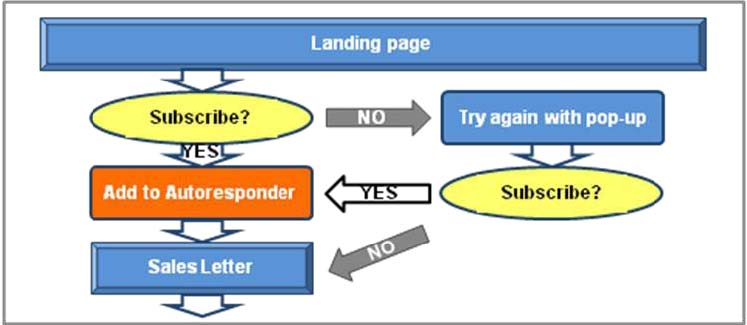 Landing page
Subscribe?
NO
Try again with pop-up
YES
Add to Autoresponder
YES
Subscribe?
NO
Sales Letter